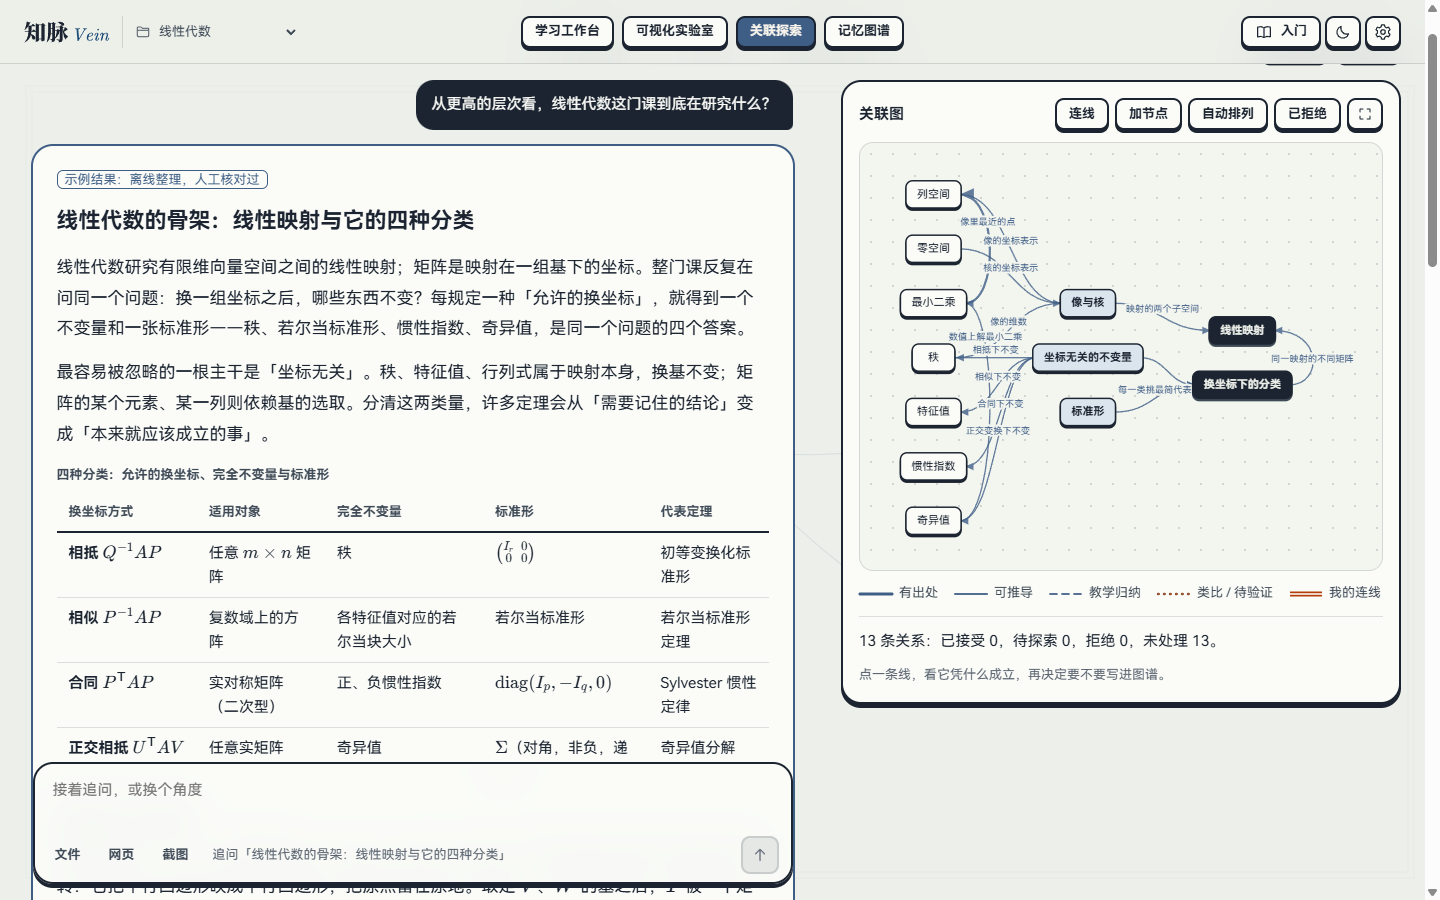 知脉 Vein
线性代数
学习工作台
可视化实验室
关联探索
记忆图谱
入门
从更高的层次看，线性代数这门课到底在研究什么？
示例结果：离线整理，人工核对过
线性代数的骨架：线性映射与它的四种分类
线性代数研究有限维向量空间之间的线性映射；矩阵是映射在一组基下的坐标。整门课反复在
问同一个问题：换一组坐标之后，哪些东西不变？每规定一种「允许的换坐标」，就得到一个
不变量和一张标准形——秩、若尔当标准形、惯性指数、奇异值，是同一个问题的四个答案。
最容易被忽略的一根主干是「坐标无关」。秩、特征值、行列式属于映射本身，换基不变；矩
阵的某个元素、某一列则依赖基的选取。分清这两类量，许多定理会从「需要记住的结论」变
成「本来就应该成立的事」。
四种分类：允许的换坐标、完全不变量与标准形
换坐标方式 适用对象 完全不变量 标准形 代表定理
相抵 Q⁻¹AP 任意 m × n 矩阵 秩 (I_r 0 0 0) 初等变换化标准形
相似 P⁻¹AP 复数域上的方阵 各特征值对应的若尔当块大小 若尔当标准形 若尔当标准形定理
合同 PᵀAP 实对称矩阵（二次型） 正、负惯性指数 diag(I_p, −I_q, 0) Sylvester 惯性定律
正交相抵 UᵀAV 任意实矩阵 奇异值 Σ（对角，非负，递 奇异值分解
接着追问，或换个角度
文件
网页
截图
追问「线性代数的骨架：线性映射与它的四种分类」
关联图
连线
加节点
自动排列
已拒绝
列空间
像里最近的点
像的坐标表示
零空间
核的坐标表示
最小二乘
像与核
映射的两个子空间
像的维数
线性映射
数值上解最小二乘
相抵下不变
秩
坐标无关的不变量
同一映射的不同矩阵
相似下不变
换坐标下的分类
每一类挑最简代表
合同下不变
特征值
标准形
正交变换下不变
惯性指数
奇异值
有出处
可推导
教学归纳
类比 / 待验证
我的连线
13 条关系：已接受 0，待探索 0，拒绝 0，未处理 13。
点一条线，看它凭什么成立，再决定要不要写进图谱。